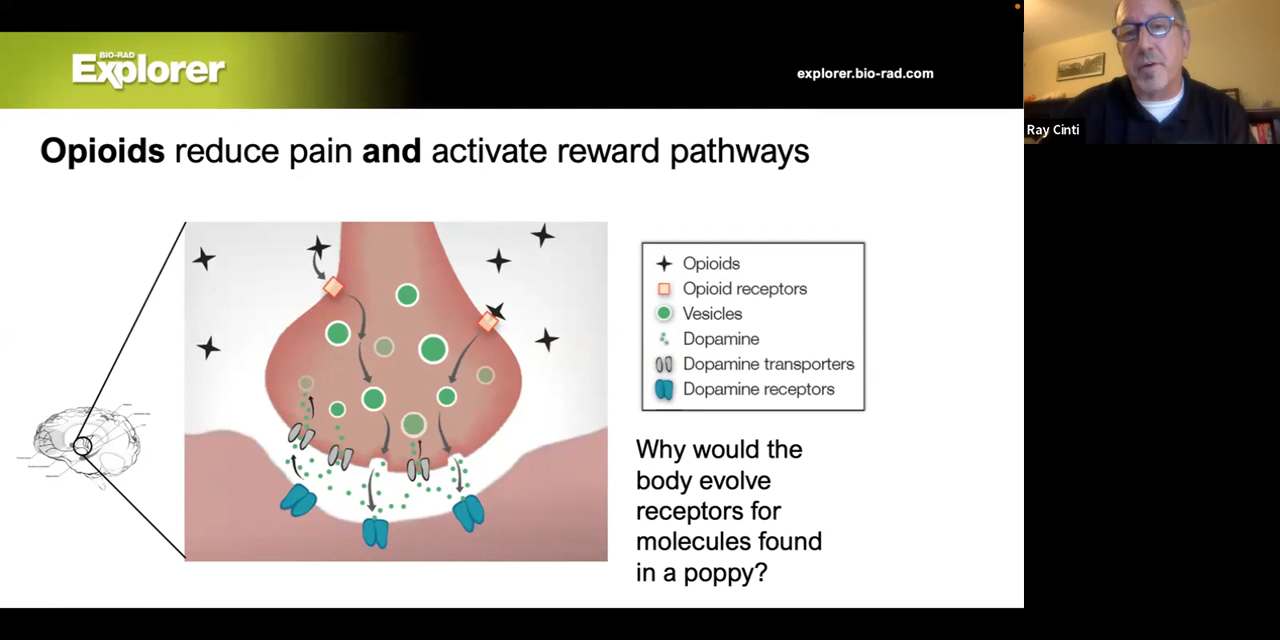 BIO-RAD
Explorer
explorer.bio-rad.com
Ray Cinti
Opioids reduce pain and activate reward pathways
Opioids
Opioid receptors
Vesicles
Dopamine
Dopamine transporters
Dopamine receptors
Why would the
body evolve
receptors for
molecules found
in a poppy?